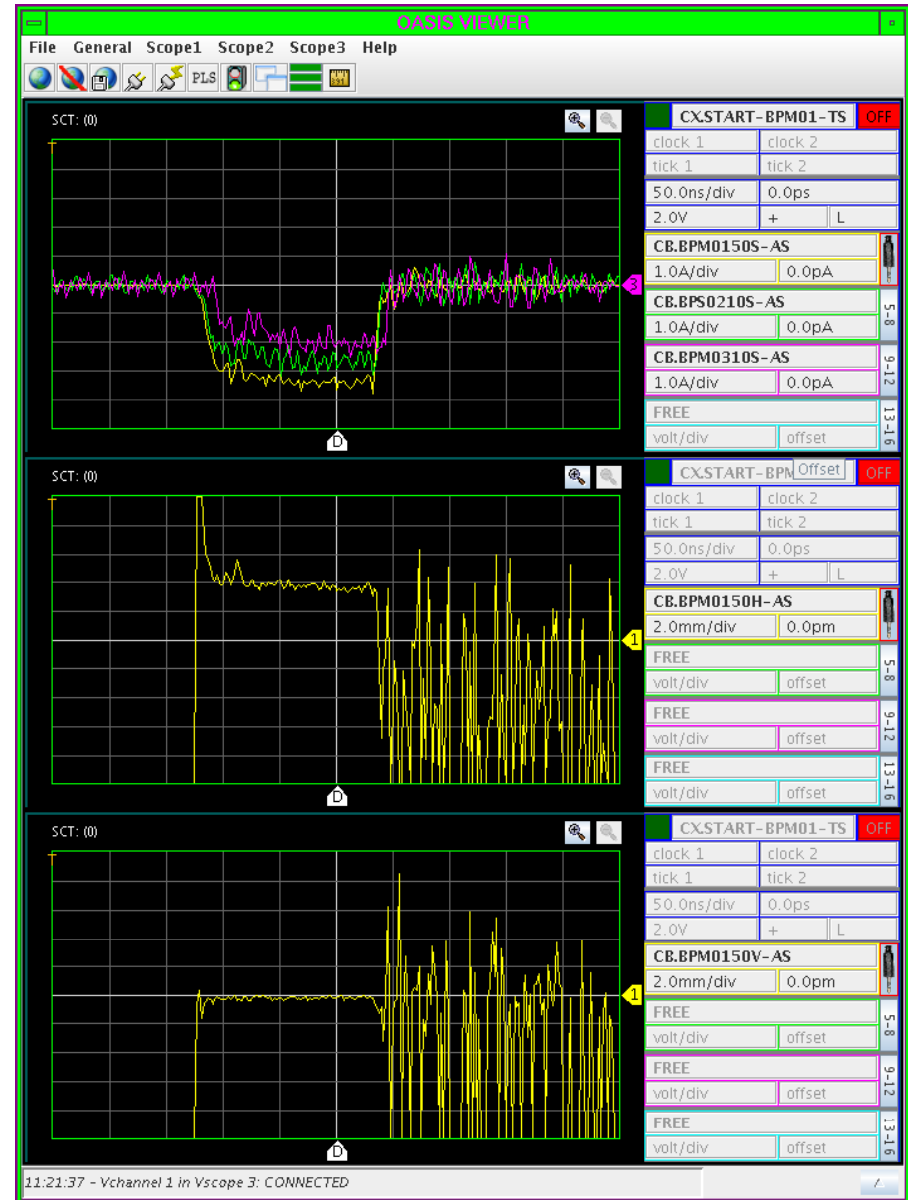 OASIS VIEWER
File General Scope1 Scope2 Scope3 Help
PLS
SCT: (0)
CX.START-BPM01-TS OFF
clock 1 clock 2
tick 1 tick 2
50.0ns/div 0.0ps
2.0V + L
CB.BPM0150S-AS
1.0A/div 0.0pA
CB.BPS0210S-AS
1.0A/div 0.0pA
5-8
CB.BPM0310S-AS
1.0A/div 0.0pA
9-12
FREE
volt/div offset
13-16
3
D
SCT: (0)
CX.START-BPM Offset OFF
clock 1 clock 2
tick 1 tick 2
50.0ns/div 0.0ps
2.0V + L
CB.BPM0150H-AS
2.0mm/div 0.0pm
1
FREE
volt/div offset
5-8
FREE
volt/div offset
9-12
FREE
volt/div offset
13-16
D
SCT: (0)
CX.START-BPM01-TS OFF
clock 1 clock 2
tick 1 tick 2
50.0ns/div 0.0ps
2.0V + L
CB.BPM0150V-AS
2.0mm/div 0.0pm
1
FREE
volt/div offset
5-8
FREE
volt/div offset
9-12
FREE
volt/div offset
13-16
D
11:21:37 - Vchannel 1 in Vscope 3: CONNECTED